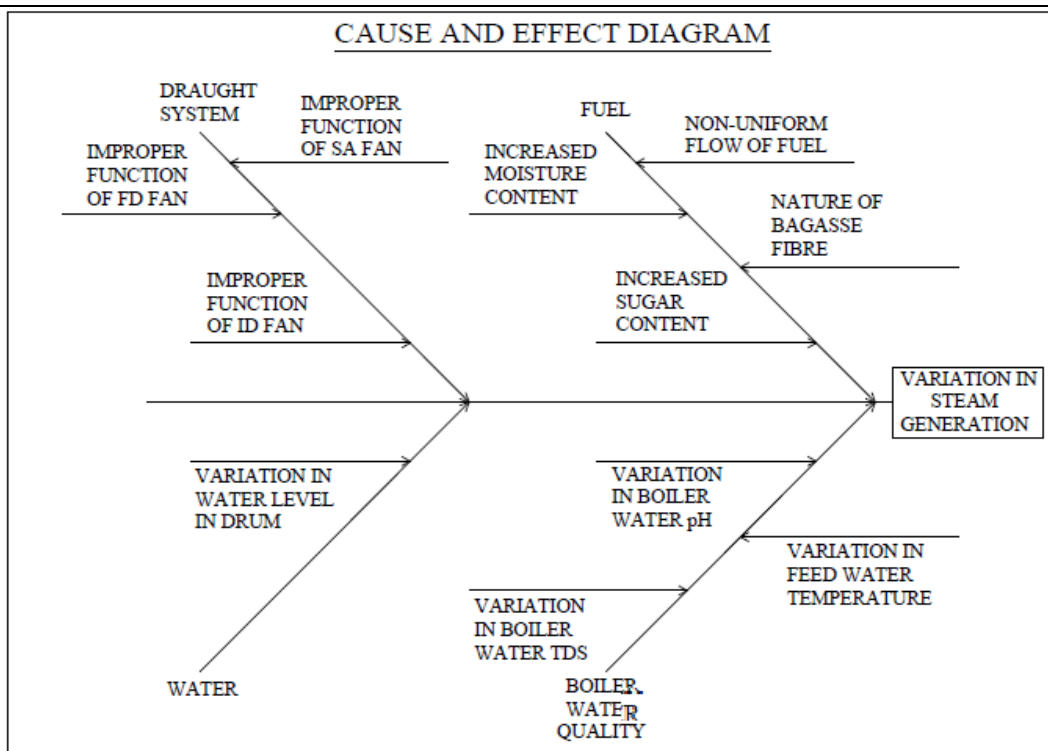 CAUSE AND EFFECT DIAGRAM
DRAUGHT
SYSTEM
IMPROPER
FUNCTION
OF SA FAN
IMPROPER
FUNCTION
OF FD FAN
IMPROPER
FUNCTION
OF ID FAN
FUEL
NON-UNIFORM
FLOW OF FUEL
INCREASED
MOISTURE
CONTENT
NATURE OF
BAGASSE
FIBRE
INCREASED
SUGAR
CONTENT
VARIATION IN
STEAM
GENERATION
VARIATION IN
WATER LEVEL
IN DRUM
WATER
VARIATION
IN BOILER
WATER pH
VARIATION IN
FEED WATER
TEMPERATURE
VARIATION
IN BOILER
WATER TDS
BOILER
WATER
QUALITY